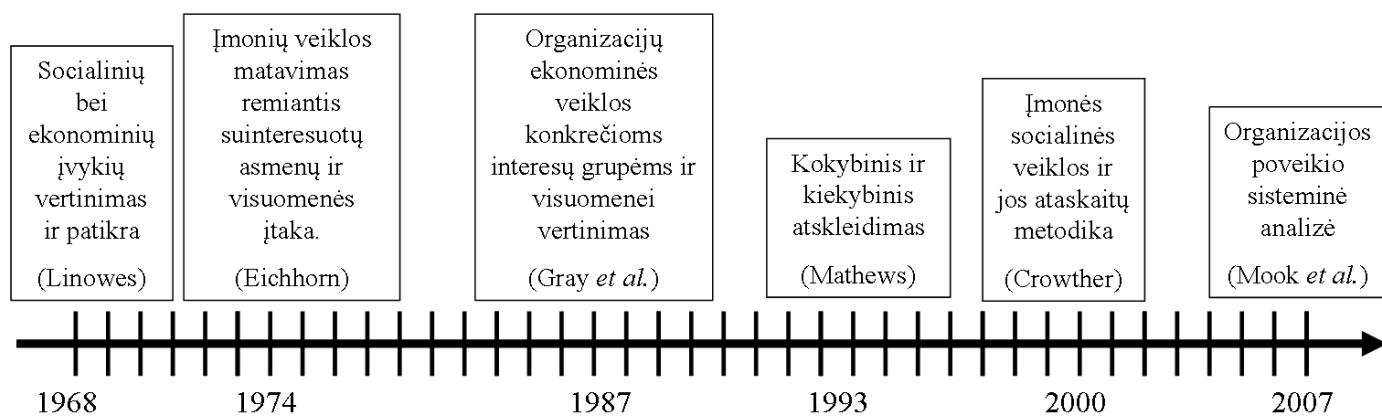 Socialinių
bei
ekonominių
įvykių
vertinimas
ir patikra
(Linowes)
Įmonių veiklos
matavimas
remiantis
suinteresuotų
asmenų ir
visuomenės
įtaka.
(Eichhorn)
Organizacijų
ekonominės
veiklos
konkrečioms
interesų grupėms ir
visuomenei
vertinimas
(Gray et al.)
Kokybinis ir
kiekybinis
atskleidimas
(Mathews)
Įmonės
socialinės
veiklos ir
jos ataskaitų
metodika
(Crowther)
Organizacijos
poveikio
sisteminė
analizė
(Mook et al.)
1968
1974
1987
1993
2000
2007